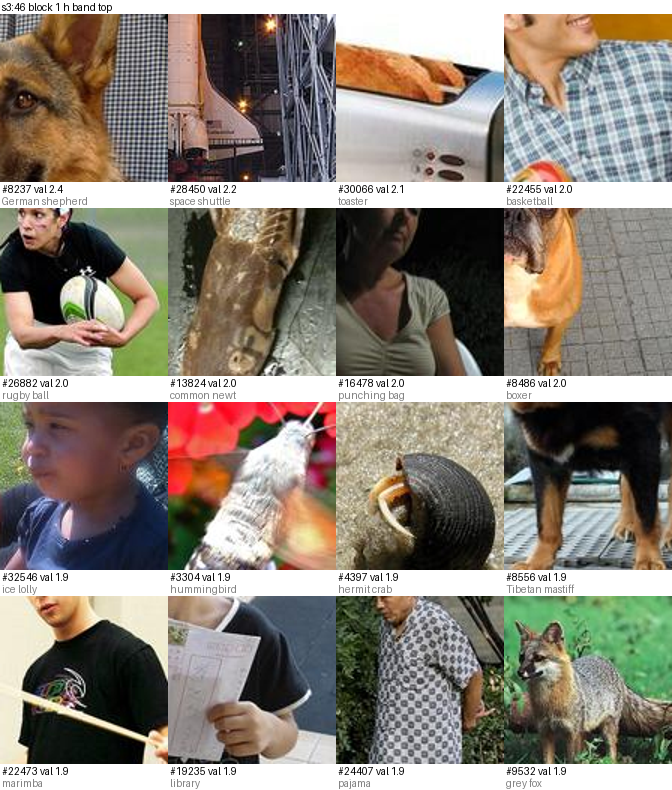 s3:46 block 1 h band top
#8237 val 2.4
German shepherd
#28450 val 2.2
space shuttle
#30066 val 2.1
toaster
#22455 val 2.0
basketball
#26882 val 2.0
rugby ball
#13824 val 2.0
common newt
#16478 val 2.0
punching bag
#8486 val 2.0
boxer
#32546 val 1.9
ice lolly
#3304 val 1.9
hummingbird
#4397 val 1.9
hermit crab
#8556 val 1.9
Tibetan mastiff
#22473 val 1.9
marimba
#19235 val 1.9
library
#24407 val 1.9
pajama
#9532 val 1.9
grey fox